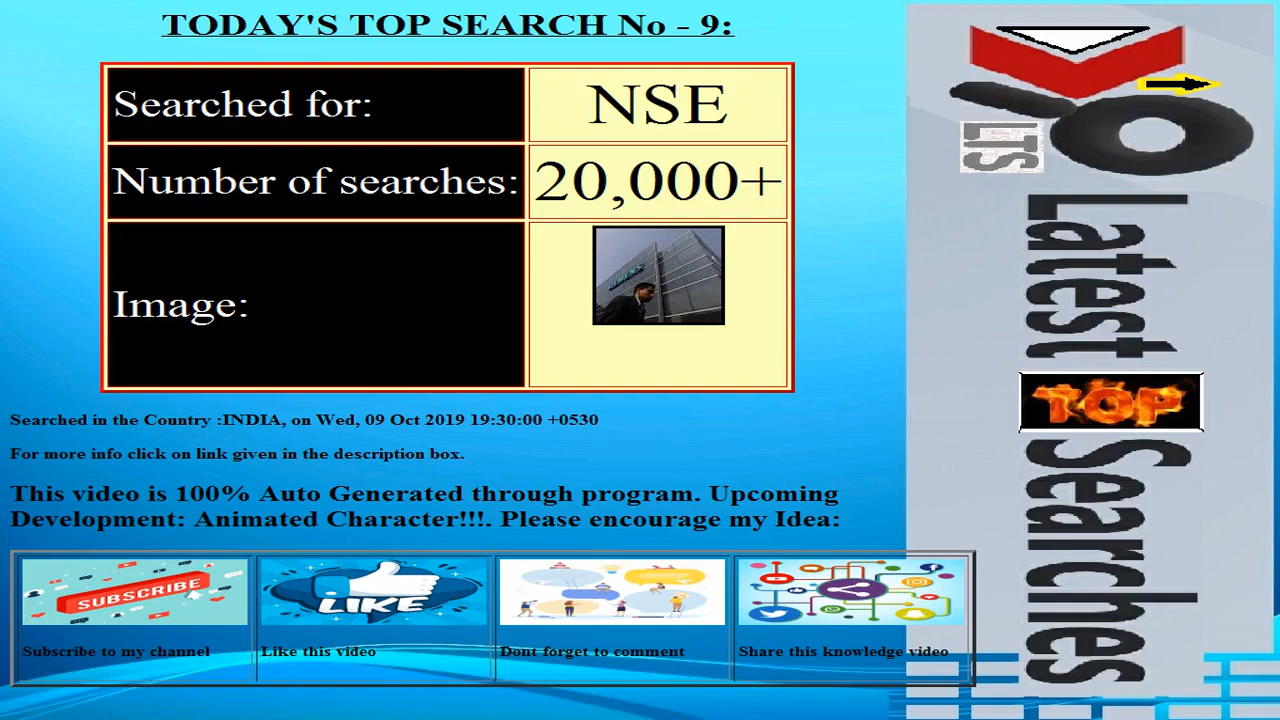 TODAY'S TOP SEARCH No - 9:
Searched for: NSE
Number of searches: 20,000+
Image:
Searched in the Country :INDIA, on Wed, 09 Oct 2019 19:30:00 +0530
For more info click on link given in the description box.
This video is 100% Auto Generated through program. Upcoming
Development: Animated Character!!!. Please encourage my Idea:
SUBSCRIBE
LIKE
Subscribe to my channel
Like this video
Dont forget to comment
Share this knowledge video
LTS
Latest
TOP
Searches